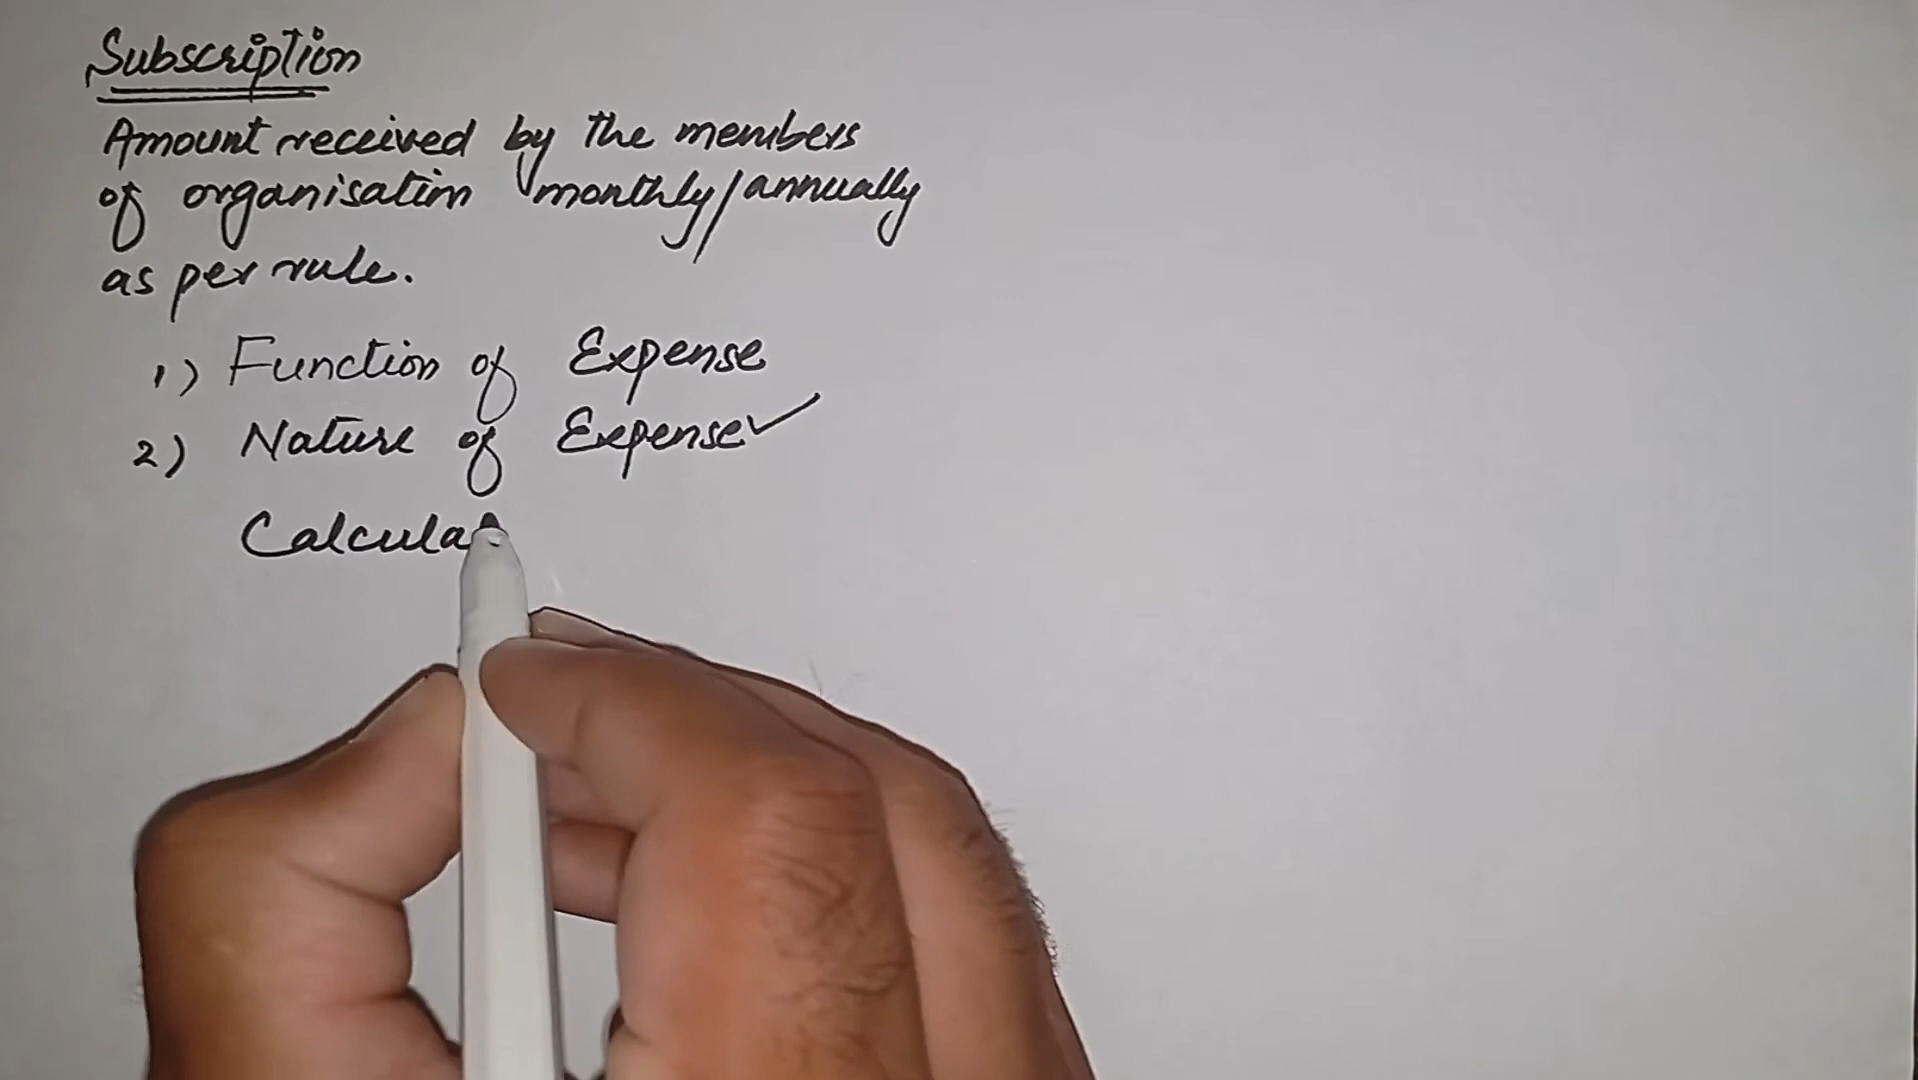 Subscription
Amount received by the members
of organisation monthly/annually
as per rule.
1) Function of Expense
2) Nature of Expense✓
Calcula